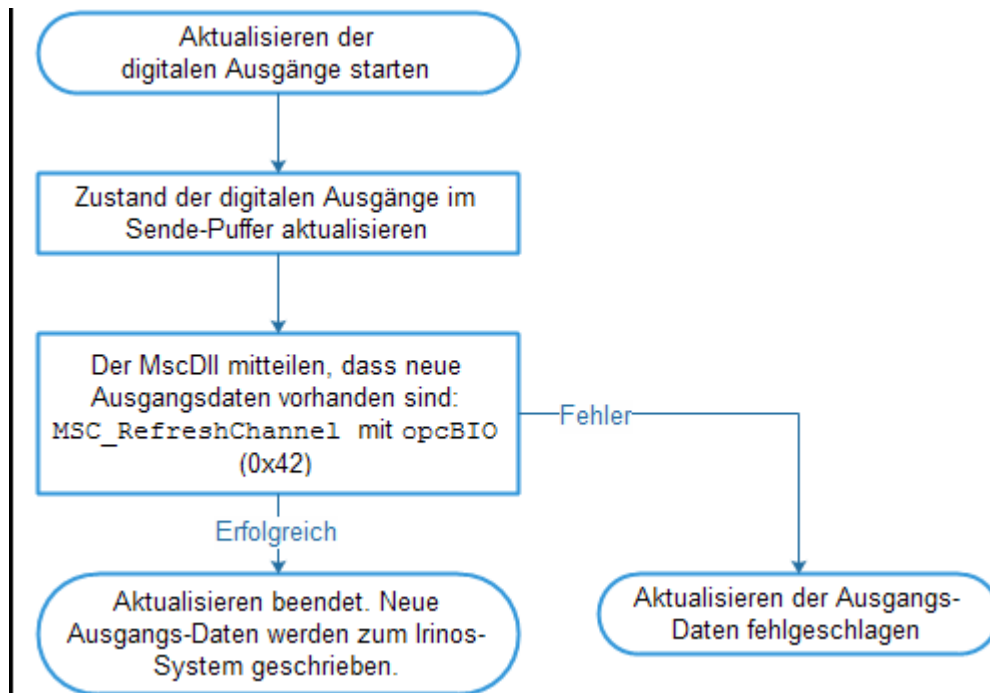 Aktualisieren der
digitalen Ausgänge starten
Zustand der digitalen Ausgänge im
Sende-Puffer aktualisieren
Der MscDll mitteilen, dass neue
Ausgangsdaten vorhanden sind:
MSC_RefreshChannel mit opcBIO
(0x42)
Fehler
Erfolgreich
Aktualisieren beendet. Neue
Ausgangs-Daten werden zum Irinos-
System geschrieben.
Aktualisieren der Ausgangs-
Daten fehlgeschlagen